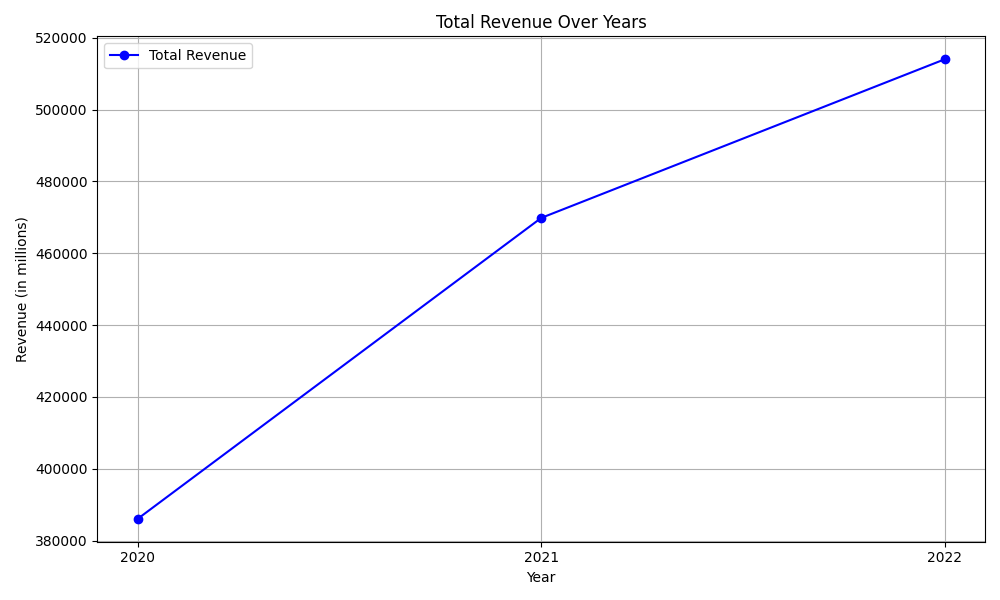 Total Revenue Over Years
Total Revenue
Revenue (in millions)
520000
500000
480000
460000
440000
420000
400000
380000
2020 2021 2022
Year